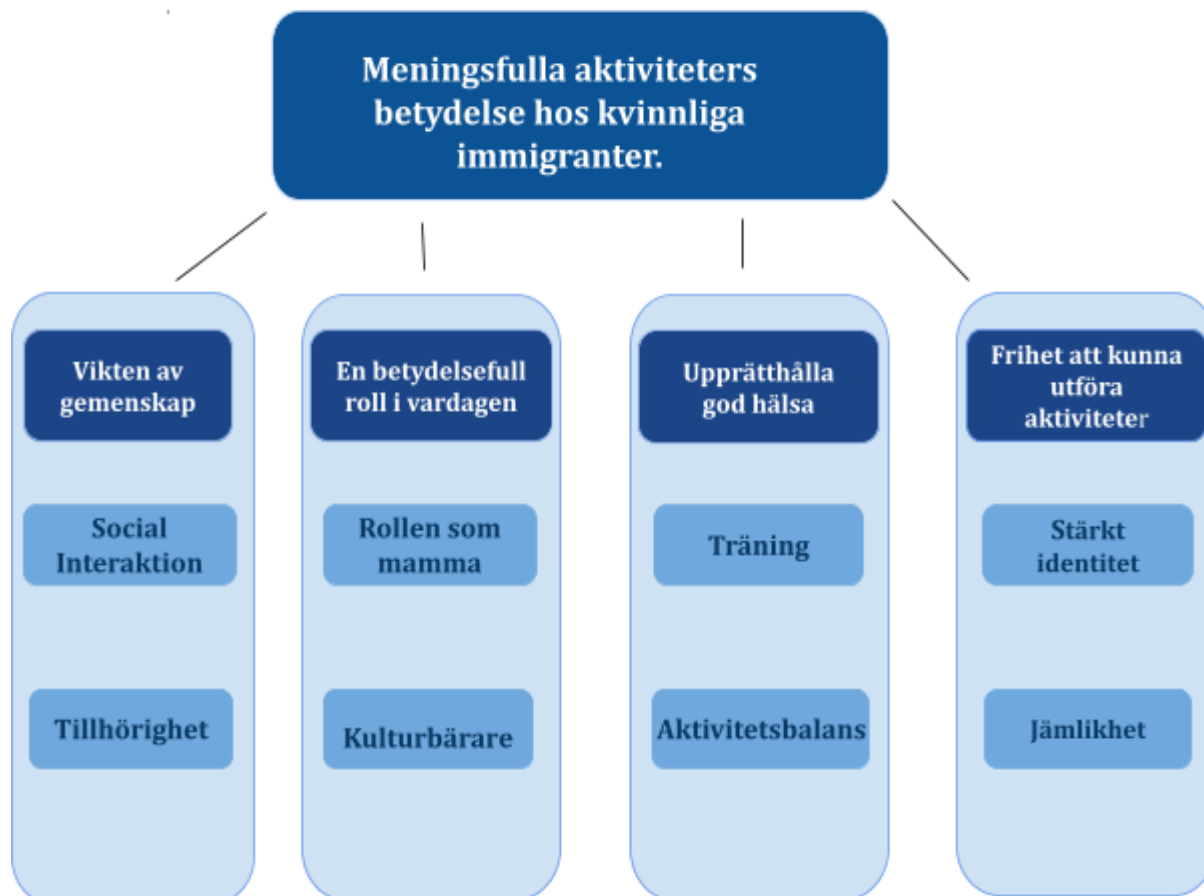 Meningsfulla aktiviteters
betydelse hos kvinnliga
immigranter.
Vikten av
gemenskap
Social
Interaktion
Tillhörighet
En betydelsefull
roll i vardagen
Rollen som
mamma
Kulturbärare
Upprätthålla
god hälsa
Träning
Aktivitetsbalans
Frihet att kunna
utföra
aktiviteter
Stärkt
identitet
Jämlikhet